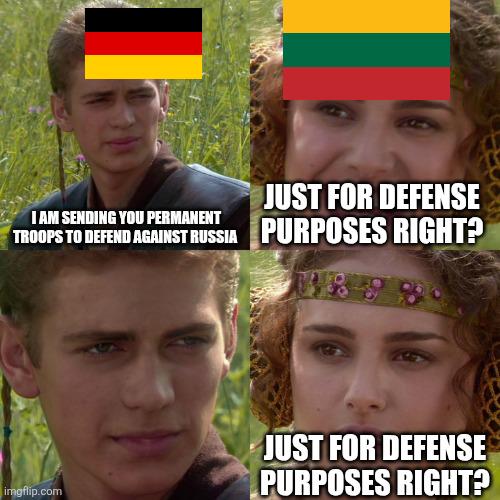 I AM SENDING YOU PERMANENT
TROOPS TO DEFEND AGAINST RUSSIA
JUST FOR DEFENSE
PURPOSES RIGHT?
JUST FOR DEFENSE
PURPOSES RIGHT?
imgflip.com